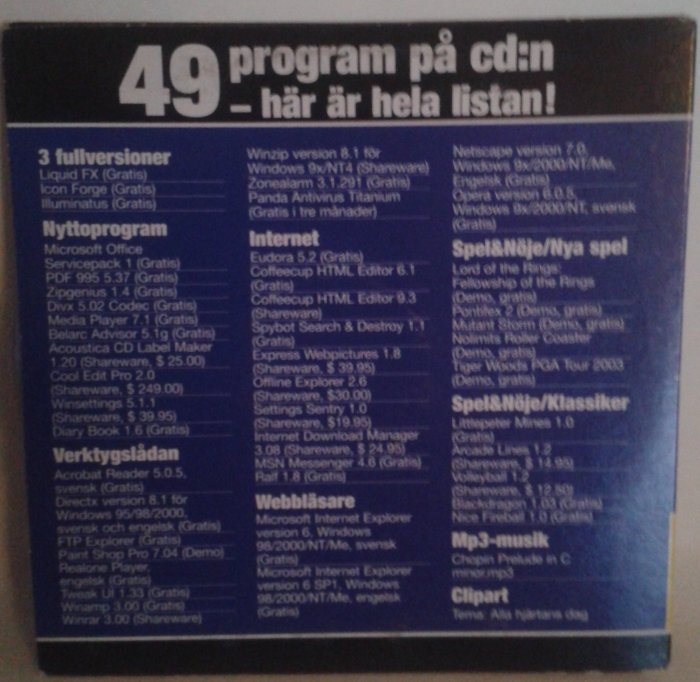 49 program på cd:n
– här är hela listan!
3 fullversioner
Liquid FX (Gratis)
Icon Forge (Gratis)
Illuminatus (Gratis)
Nyttoprogram
Microsoft Office
Servicepack 1 (Gratis)
PDF 995 5.37 (Gratis)
Zipgenius 1.4 (Gratis)
Divx 5.02 Codec (Gratis)
Media Player 7.1 (Gratis)
Belarc Advisor 5.1g (Gratis)
Acoustica CD Label Maker
1.20 (Shareware, $ 25.00)
Cool Edit Pro 2.0
(Shareware, $ 249.00)
Winsettings 5.1.1
(Shareware, $ 39.95)
Diary Book 1.6 (Gratis)
Verktygslådan
Acrobat Reader 5.0.5,
svensk (Gratis)
Directx version 8.1 för
Windows 95/98/2000,
svensk och engelsk (Gratis)
FTP Explorer (Gratis)
Paint Shop Pro 7.04 (Demo)
Realone Player,
engelsk (Gratis)
Tweak UI 1.33 (Gratis)
Winamp 3.00 (Gratis)
Winrar 3.00 (Shareware)
Winzip version 8.1 för
Windows 9x/NT4 (Shareware)
Zonealarm 3.1.291 (Gratis)
Panda Antivirus Titanium
(Gratis i tre månader)
Internet
Eudora 5.2 (Gratis)
Coffeecup HTML Editor 6.1
(Gratis)
Coffeecup HTML Editor 9.3
(Shareware)
Spybot Search & Destroy 1.1
(Gratis)
Express Webpictures 1.8
(Shareware, $ 39.95)
Offline Explorer 2.6
(Shareware, $30.00)
Settings Sentry 1.0
(Shareware, $19.95)
Internet Download Manager
3.08 (Shareware, $ 24.95)
MSN Messenger 4.6 (Gratis)
Ralf 1.8 (Gratis)
Webbläsare
Microsoft Internet Explorer
version 6, Windows
98/2000/NT/Me, svensk
(Gratis)
Microsoft Internet Explorer
version 6 SP1, Windows
98/2000/NT/Me, engelsk
(Gratis)
Netscape version 7.0,
Windows 9x/2000/NT/Me,
Engelsk (Gratis)
Opera version 6.0.5,
Windows 9x/2000/NT, svensk
(Gratis)
Spel&Nöje/Nya spel
Lord of the Rings:
Fellowship of the Rings
(Demo, gratis)
Pontifex 2 (Demo, gratis)
Mutant Storm (Demo, gratis)
Nolimits Roller Coaster
(Demo, gratis)
Tiger Woods PGA Tour 2003
(Demo, gratis)
Spel&Nöje/Klassiker
Littlepeter Mines 1.0
(Gratis)
Arcade Lines 1.2
(Shareware, $ 14.95)
Volleyball 1.2
(Shareware, $ 12.50)
Blackdragon 1.03 (Gratis)
Nice Fireball 1.0 (Gratis)
Mp3-musik
Chopin Prelude in C
minor.mp3
Clipart
Tema: Alla hjärtans dag